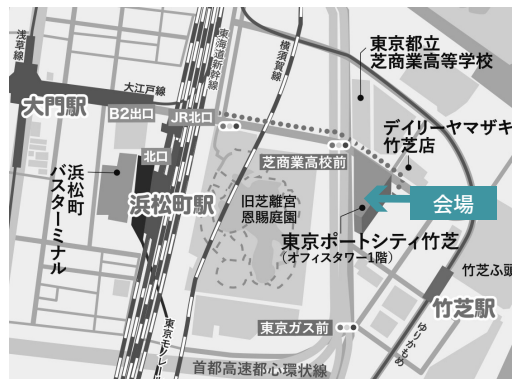 浅草線
東海道新幹線
横須賀線
東京都立
芝商業高等学校
大江戸線
大門駅
B2出口
JR北口
デイリーヤマザキ
竹芝店
北口
芝商業高校前
浜松町
バスターミナル
浜松町駅
旧芝離宮
恩賜庭園
会場
東京ポートシティ竹芝
(オフィスタワー1階)
竹芝ふ頭
竹芝駅
東京モノレール
東京ガス前
ゆりかもめ
首都高速都心環状線